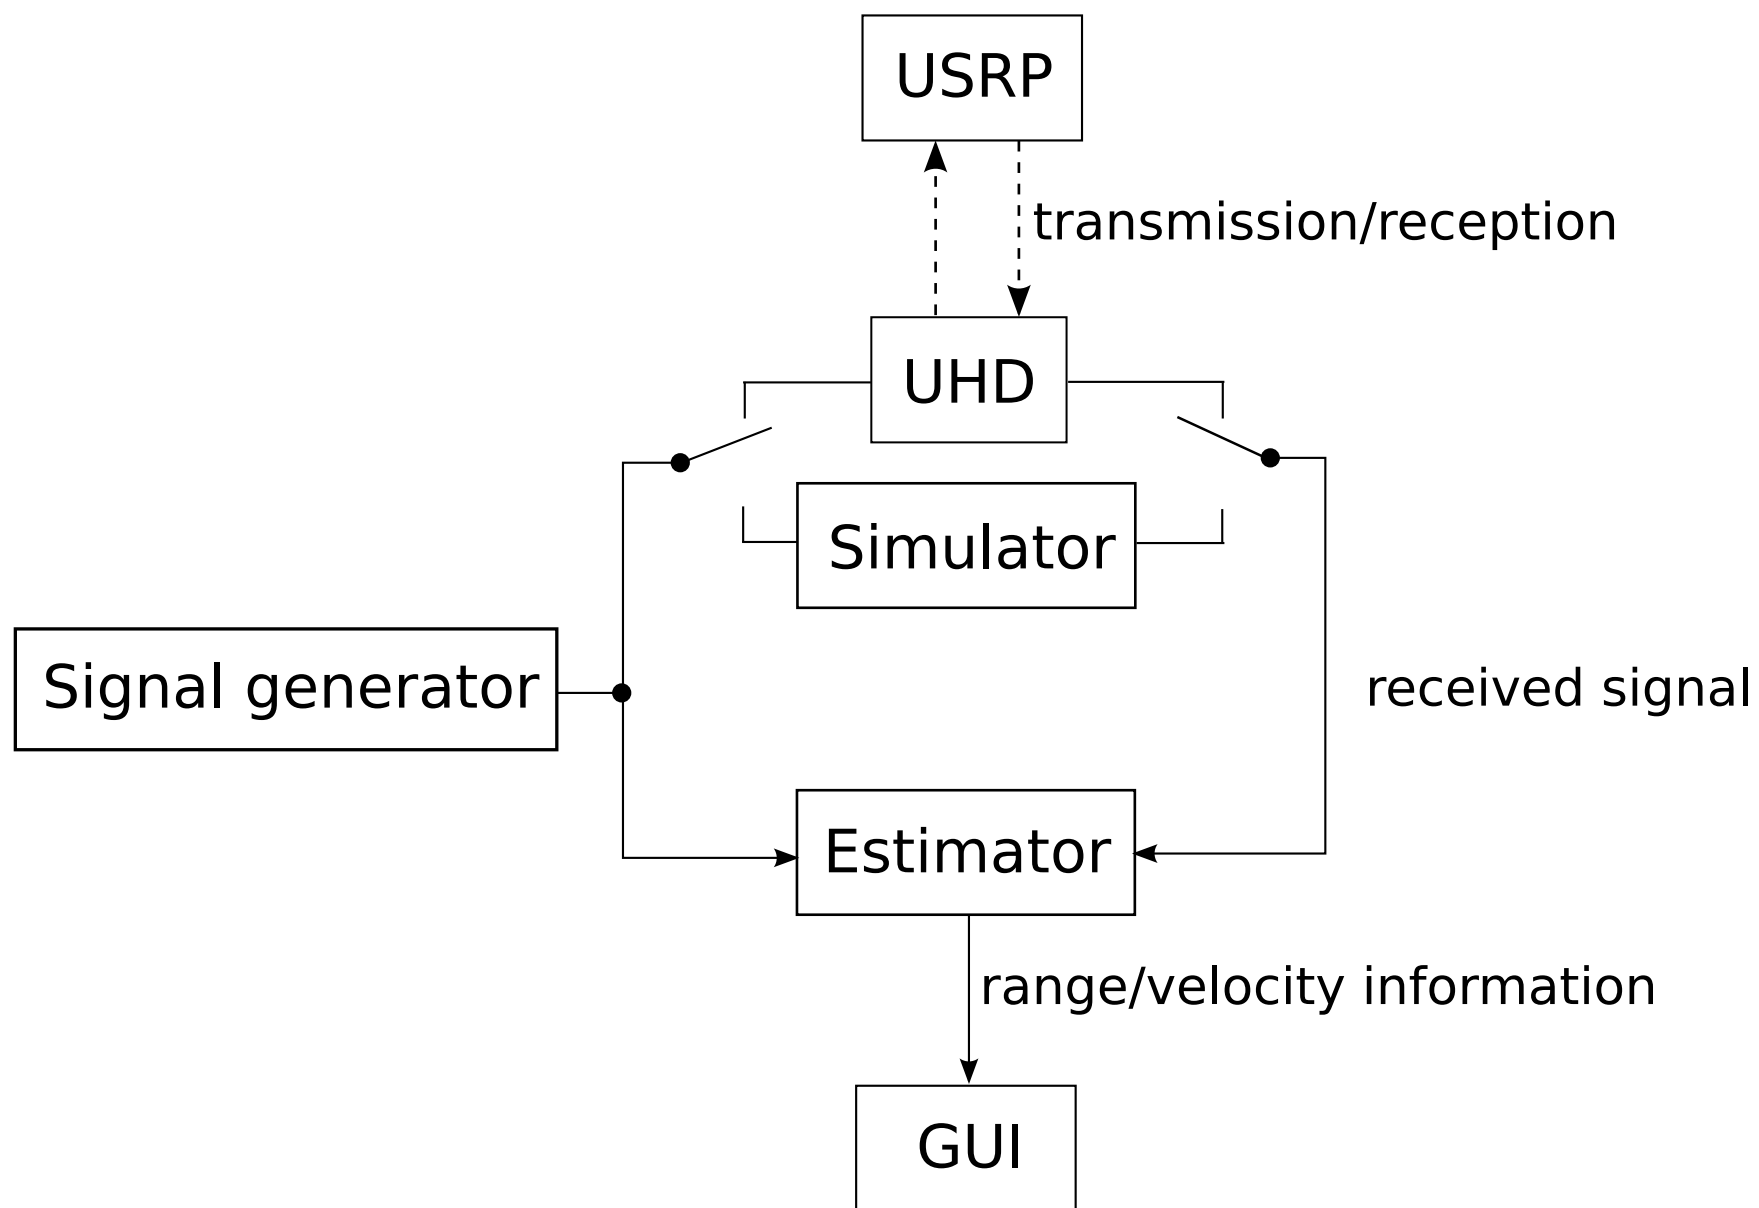 USRP
transmission/reception
UHD
Simulator
Signal generator
received signal
Estimator
range/velocity information
GUI